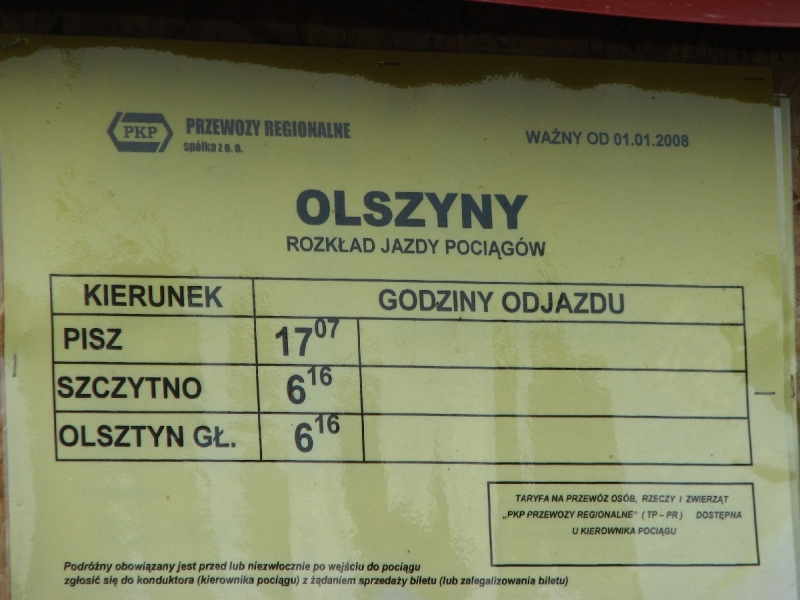 PKP PRZEWOZY REGIONALNE
spółka z o. o.
WAŻNY OD 01.01.2008
OLSZYNY
ROZKŁAD JAZDY POCIĄGÓW
KIERUNEK GODZINY ODJAZDU
PISZ 17 07
SZCZYTNO 6 16
OLSZTYN GŁ. 6 16
TARYFA NA PRZEWÓZ OSÓB, RZECZY I ZWIERZĄT
„PKP PRZEWOZY REGIONALNE” ( TP – PR ) DOSTĘPNA
U KIEROWNIKA POCIĄGU
Podróżny obowiązany jest przed lub niezwłocznie po wejściu do pociągu
zgłosić się do konduktora (kierownika pociągu) z żądaniem sprzedaży biletu (lub zalegalizowania biletu)